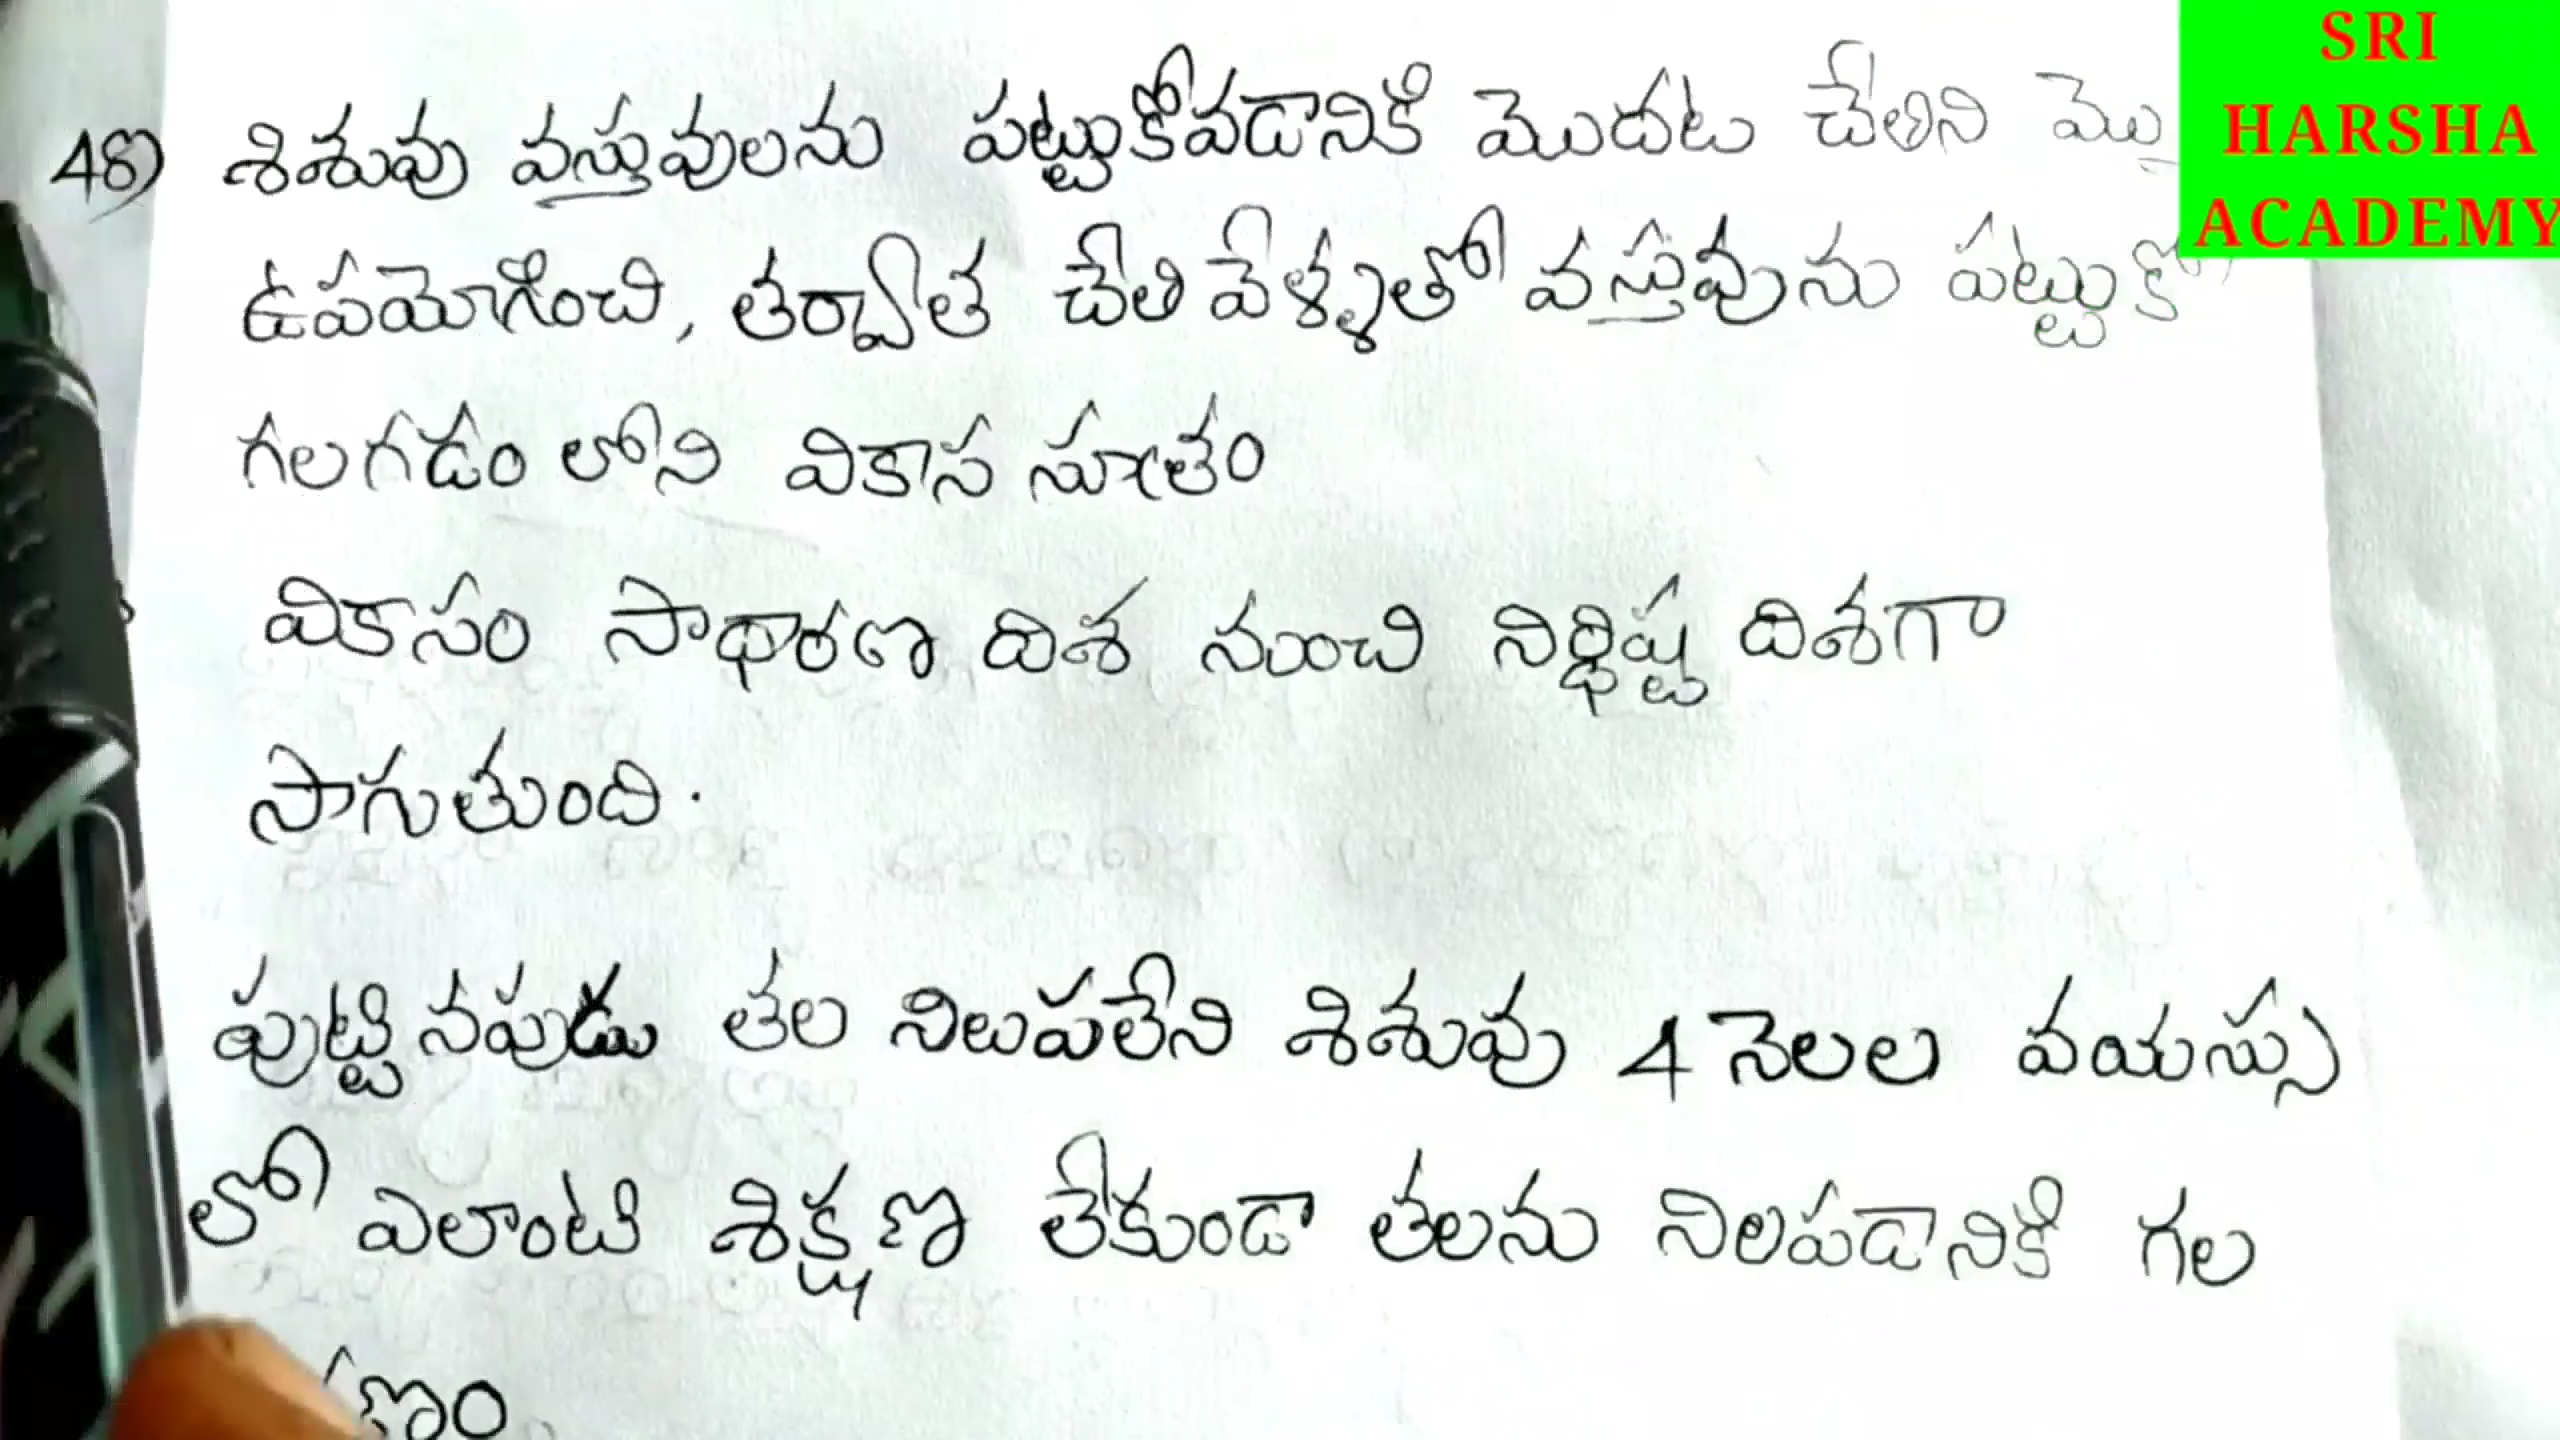 48) శిశువు వస్తువులను పట్టుకోవడానికి మొదట చేతిని
ఉపయోగించి, తర్వాత చేతి వేళ్ళతో వస్తువును పట్టుకో
గలగడం లోని వికాస సూత్రం
వికాసం సాధారణ దిశ నుంచి నిర్ధిష్ట దిశగా
సాగుతుంది.
పుట్టినపుడు తల నిలుపలేని శిశువు 4 నెలల వయస్సు
లో ఎలాంటి శిక్షణ లేకుండా తలను నిలపడానికి గల
SRI
HARSHA
ACADEMY